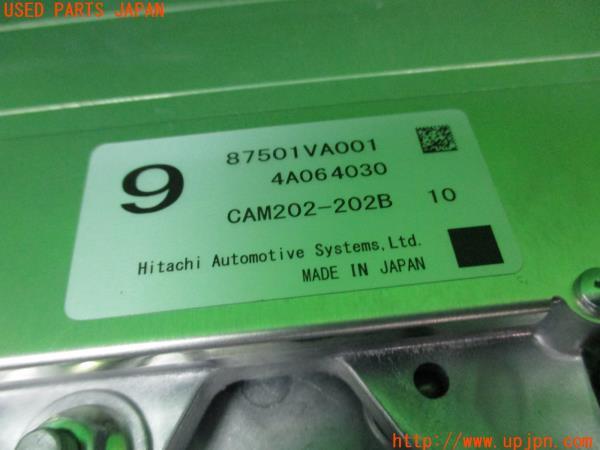 USED PARTS JAPAN
9
87501VA001
4A064030
CAM202-202B 10
Hitachi Automotive Systems,Ltd.
MADE IN JAPAN
http://www.upjpn.com